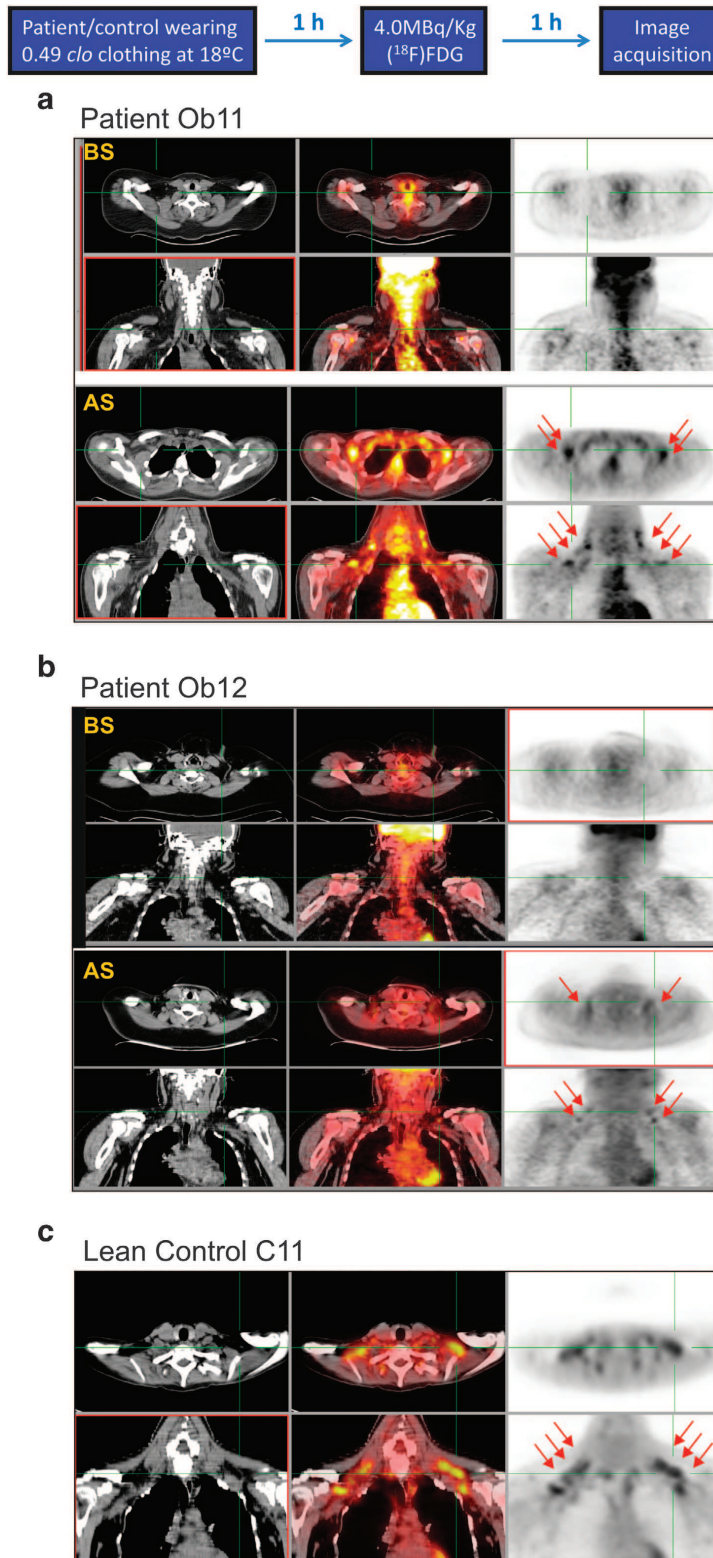 Patient/control wearing
0.49 clo clothing at 18ºC
1 h
4.0MBq/Kg
(18F)FDG
1 h
Image
acquisition
a
Patient Ob11
BS
AS
b
Patient Ob12
BS
AS
c
Lean Control C11